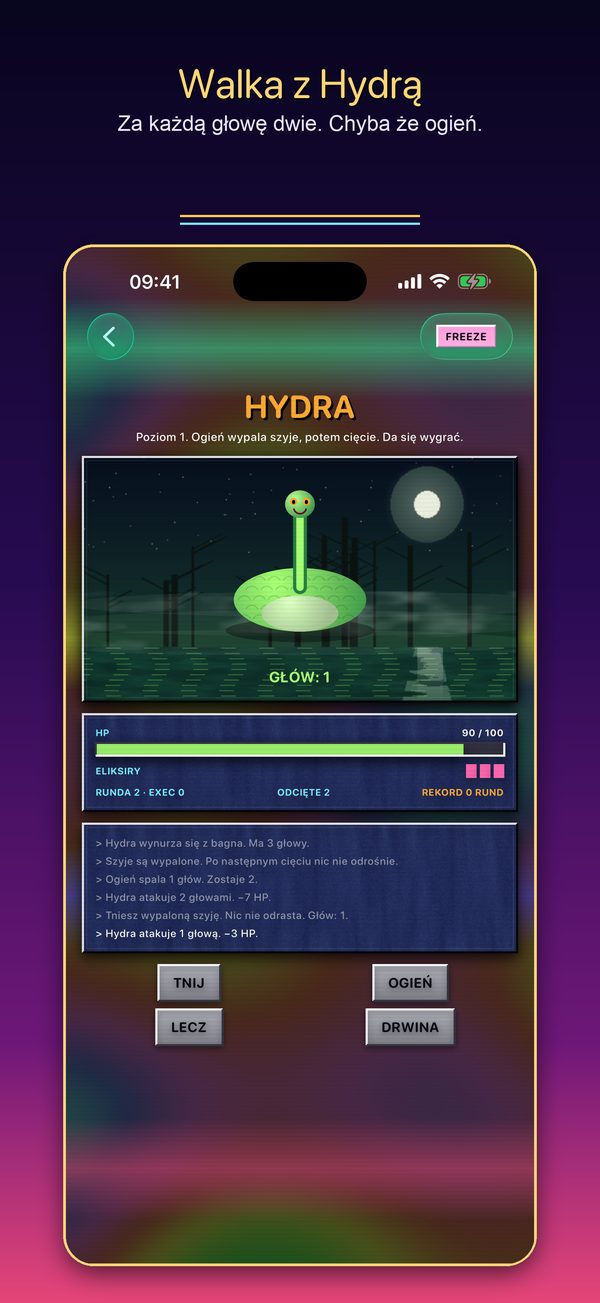 Walka z Hydrą
Za każdą głowę dwie. Chyba że ogień.
09:41
FREEZE
HYDRA
Poziom 1. Ogień wypala szyje, potem cięcie. Da się wygrać.
GŁÓW: 1
HP 90 / 100
ELIKSIRY
RUNDA 2 · EXEC 0 ODCIĘTE 2 REKORD 0 RUND
> Hydra wynurza się z bagna. Ma 3 głowy.
> Szyje są wypalone. Po następnym cięciu nic nie odrośnie.
> Ogień spala 1 głów. Zostaje 2.
> Hydra atakuje 2 głowami. −7 HP.
> Tniesz wypaloną szyję. Nic nie odrasta. Głów: 1.
> Hydra atakuje 1 głową. −3 HP.
TNIJ OGIEŃ
LECZ DRWINA